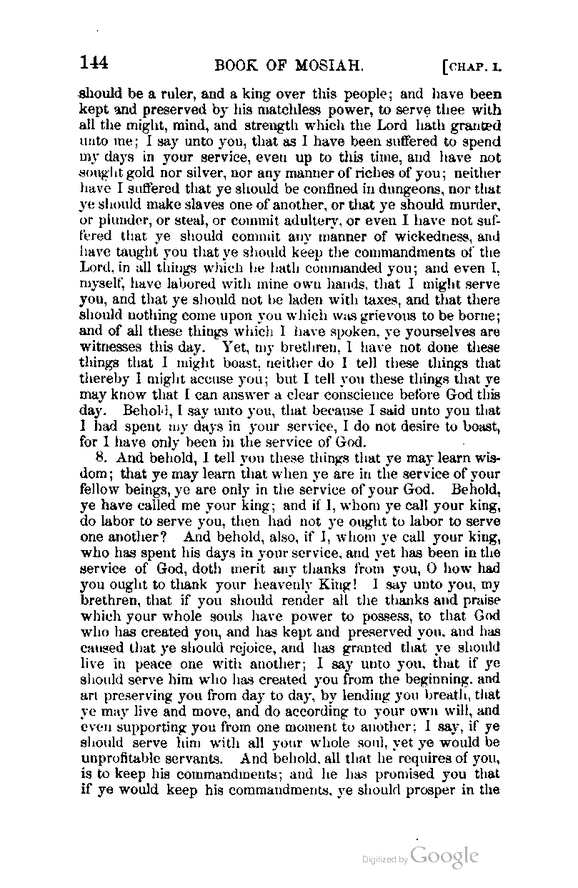 144 BOOK OF MOSIAH. [CHAP. I.
should be a ruler, and a king over this people; and have been
kept and preserved by his matchless power, to serve thee with
all the might, mind, and strength which the Lord hath granted
unto me; I say unto you, that as I have been suffered to spend
my days in your service, even up to this time, and have not
sought gold nor silver, nor any manner of riches of you; neither
have I suffered that ye should be confined in dungeons, nor that
ye should make slaves one of another, or that ye should murder,
or plunder, or steal, or commit adultery, or even I have not suf-
fered that ye should commit any manner of wickedness, and
have taught you that ye should keep the commandments of the
Lord, in all things which he hath commanded you; and even I,
myself, have labored with mine own hands, that I might serve
you, and that ye should not be laden with taxes, and that there
should nothing come upon you which was grievous to be borne;
and of all these things which I have spoken, ye yourselves are
witnesses this day. Yet, my brethren, I have not done these
things that I might boast, neither do I tell these things that
thereby I might accuse you; but I tell you these things that ye
may know that I can answer a clear conscience before God this
day. Behold, I say unto you, that because I said unto you that
I had spent my days in your service, I do not desire to boast,
for I have only been in the service of God.
8. And behold, I tell you these things that ye may learn wis-
dom; that ye may learn that when ye are in the service of your
fellow beings, ye are only in the service of your God. Behold,
ye have called me your king; and if I, whom ye call your king,
do labor to serve you, then had not ye ought to labor to serve
one another? And behold, also, if I, whom ye call your king,
who has spent his days in your service, and yet has been in the
service of God, doth merit any thanks from you, O how had
you ought to thank your heavenly King! I say unto you, my
brethren, that if you should render all the thanks and praise
which your whole souls have power to possess, to that God
who has created you, and has kept and preserved you, and has
caused that ye should rejoice, and has granted that ye should
live in peace one with another; I say unto you, that if ye
should serve him who has created you from the beginning, and
art preserving you from day to day, by lending you breath, that
ye may live and move, and do according to your own will, and
even supporting you from one moment to another; I say, if ye
should serve him with all your whole soul, yet ye would be
unprofitable servants. And behold, all that he requires of you,
is to keep his commandments; and he has promised you that
if ye would keep his commandments, ye should prosper in the
Digitized by Google